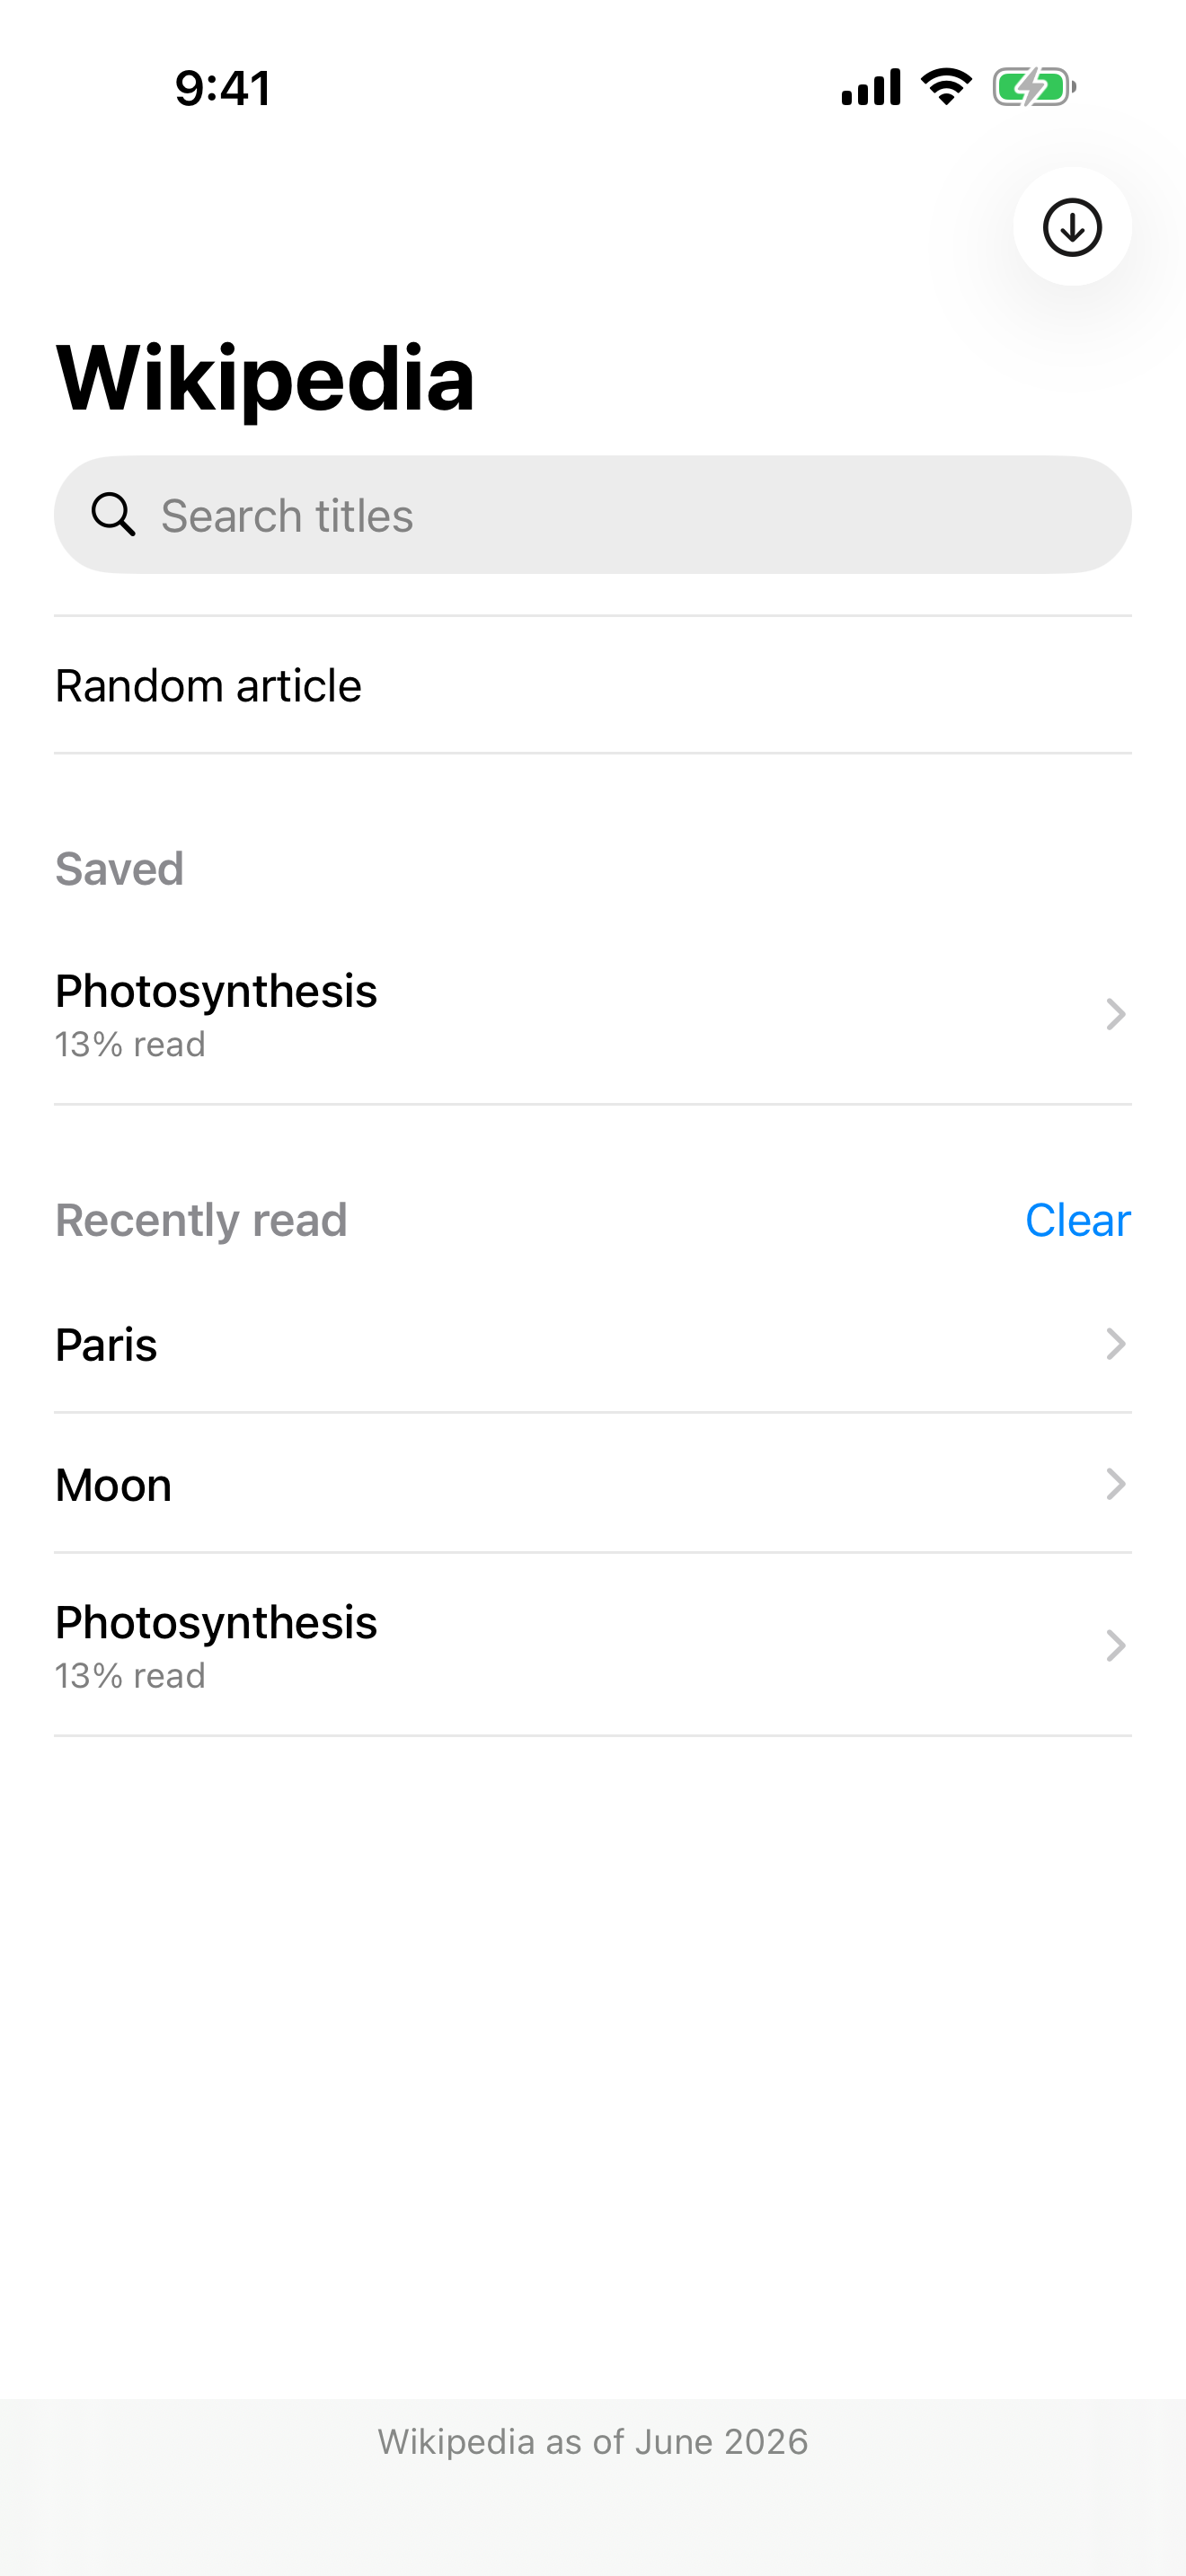 9:41
Wikipedia
Search titles
Random article
Saved
Photosynthesis
13% read
Recently read Clear
Paris
Moon
Photosynthesis
13% read
Wikipedia as of June 2026